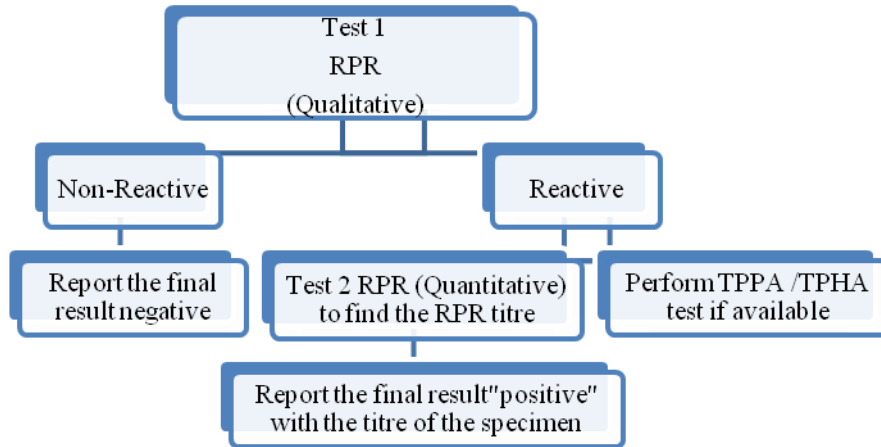 Test 1
RPR
(Qualitative)
Non-Reactive
Reactive
Report the final
result negative
Test 2 RPR (Quantitative)
to find the RPR titre
Perform TPPA /TPHA
test if available
Report the final result"positive"
with the titre of the specimen